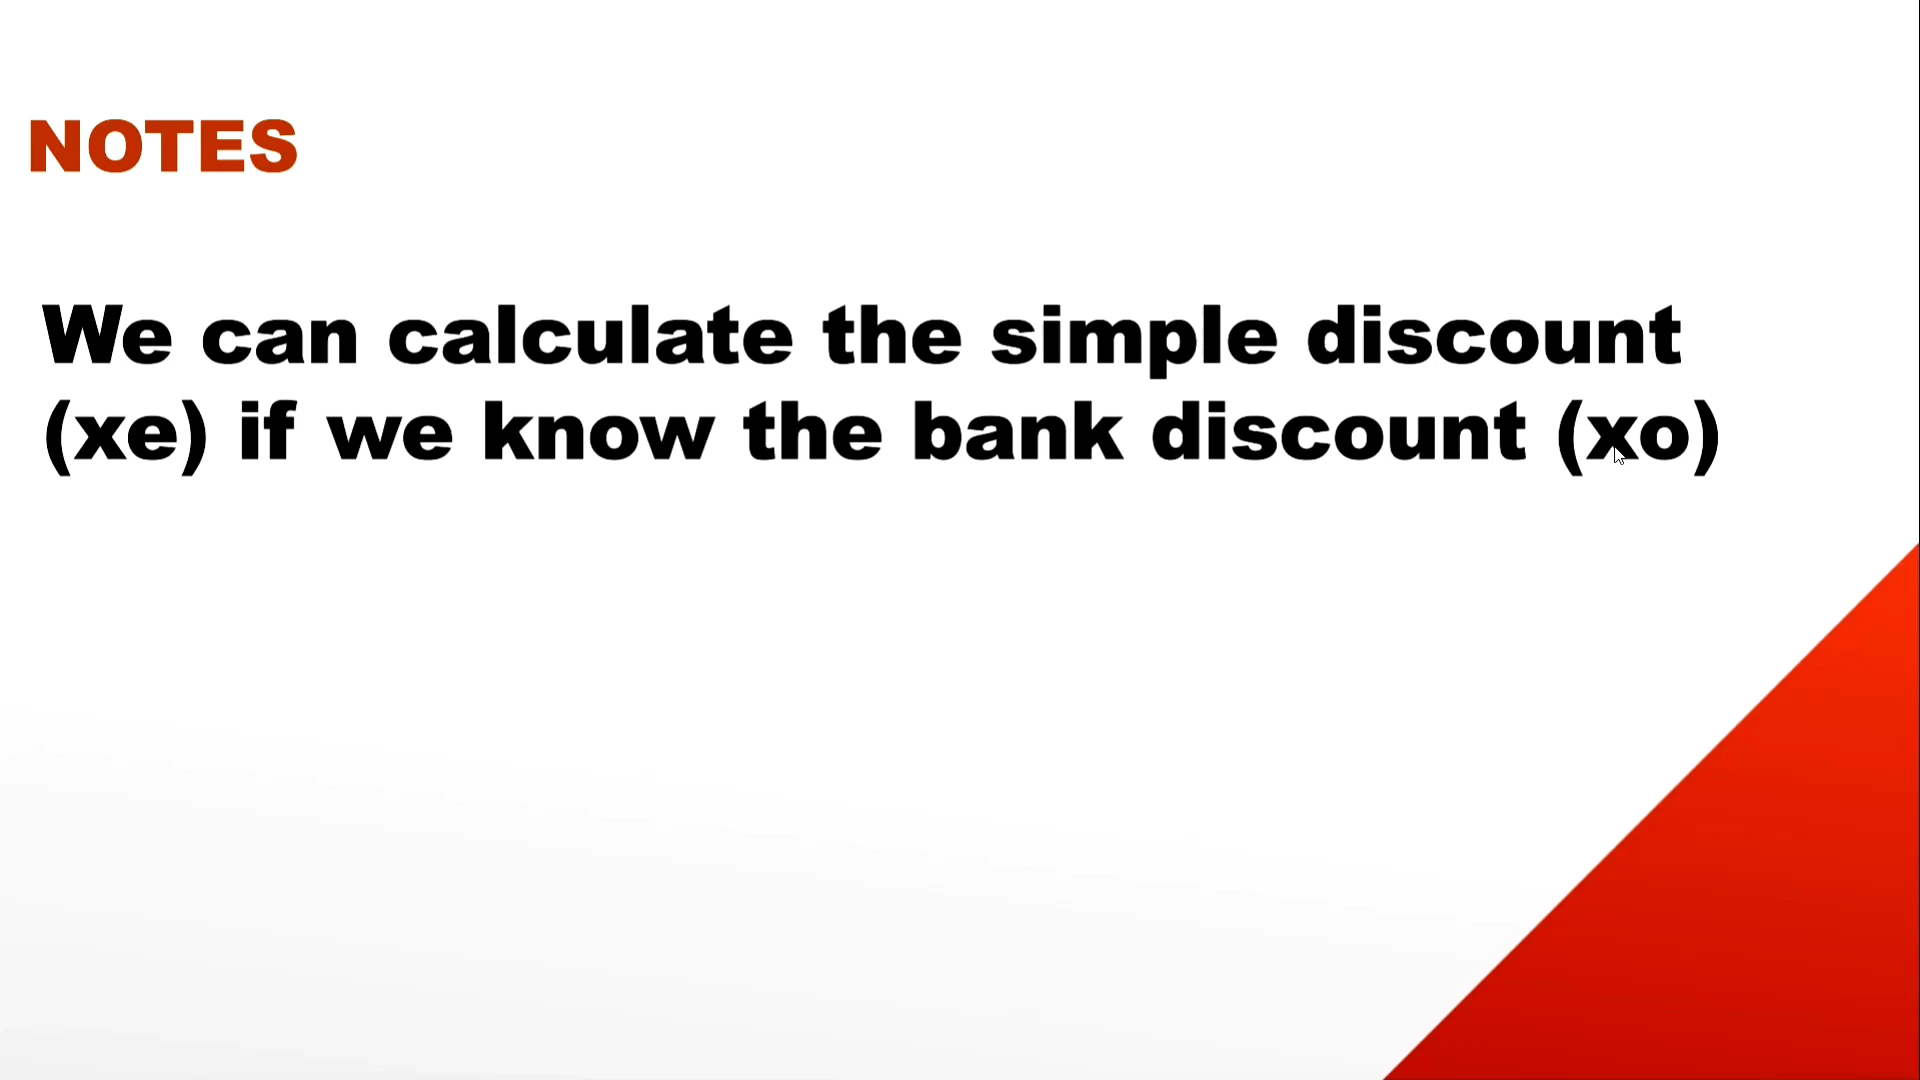 NOTES
We can calculate the simple discount
(xe) if we know the bank discount (xo)